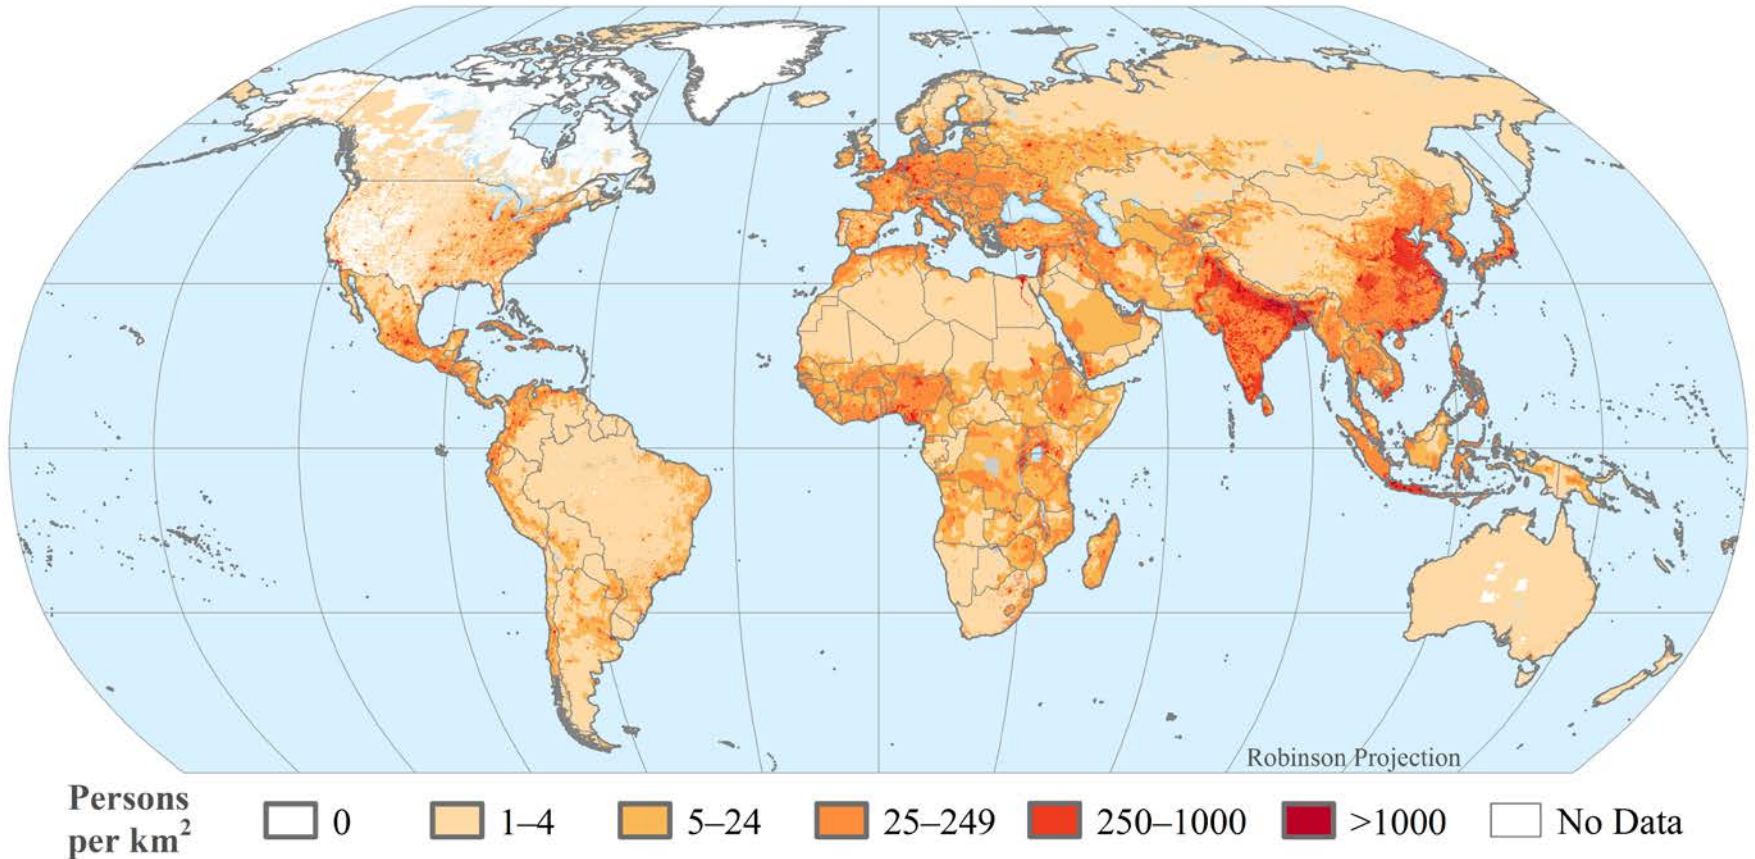 Robinson Projection
Persons
per km²
0
1–4
5–24
25–249
250–1000
>1000
No Data